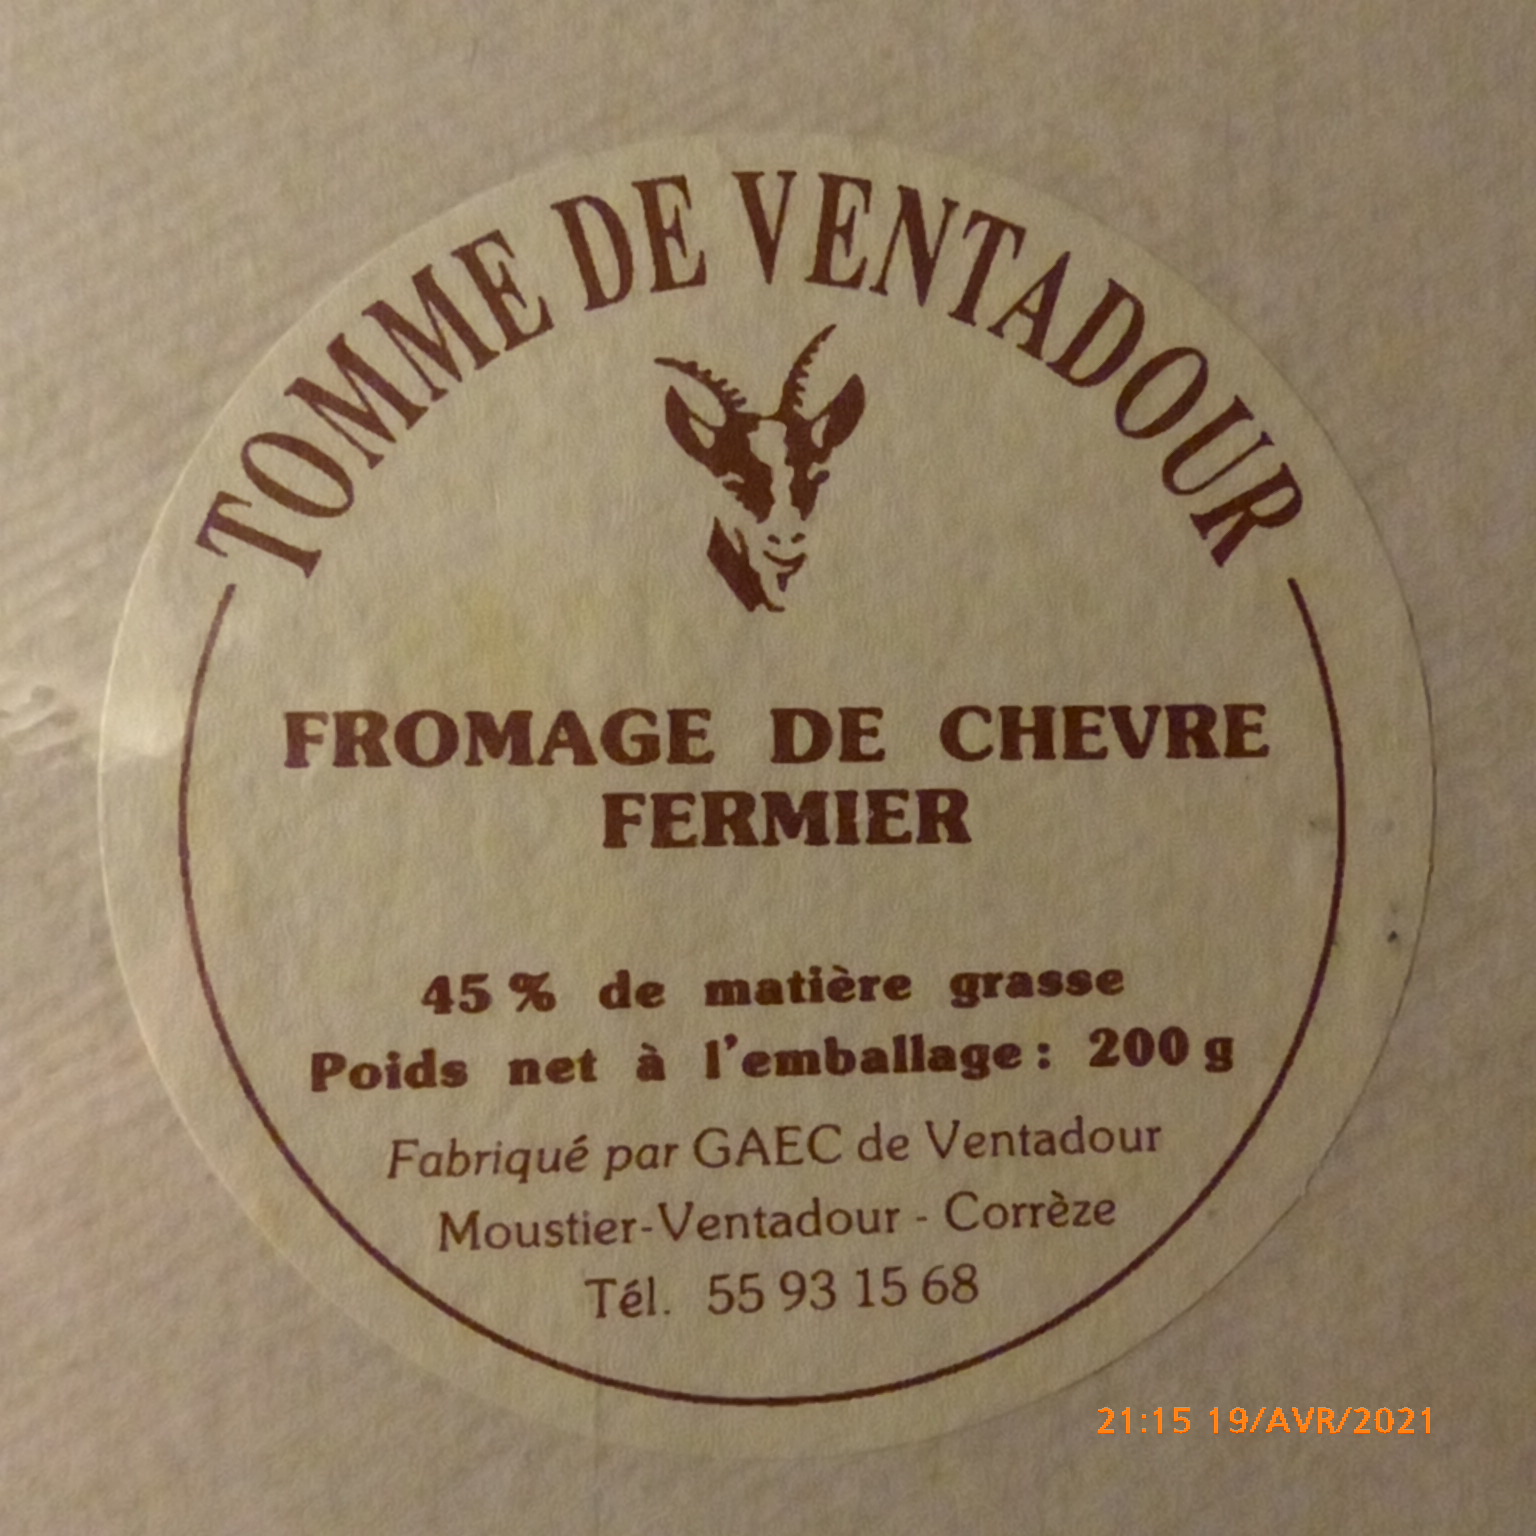 TOMME DE VENTADOUR
FROMAGE DE CHEVRE
FERMIER
45 % de matière grasse
Poids net à l'emballage : 200 g
Fabriqué par GAEC de Ventadour
Moustier-Ventadour - Corrèze
Tél. 55 93 15 68
21:15 19/AVR/2021